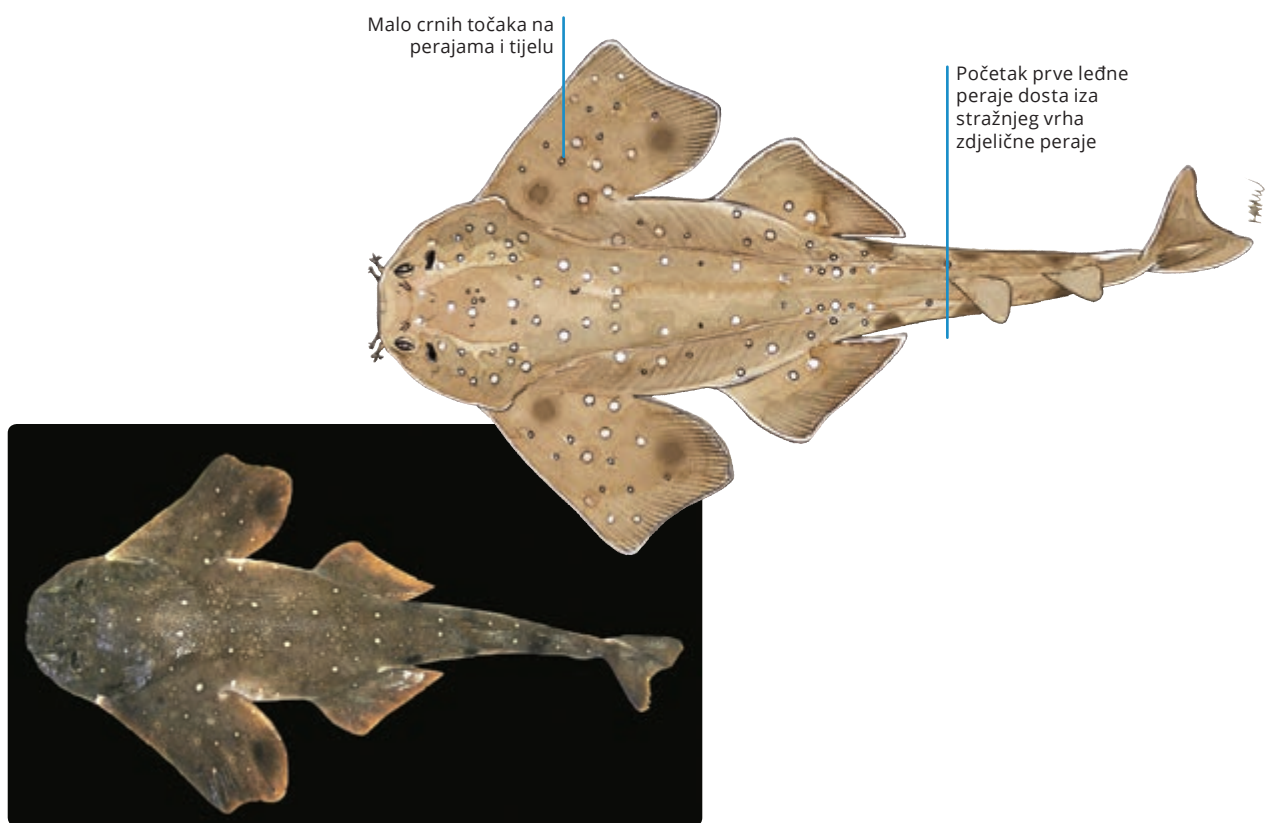 Malo crnih točaka na
perajama i tijelu
Početak prve leđne
peraje dosta iza
stražnjeg vrha
zdjelične peraje